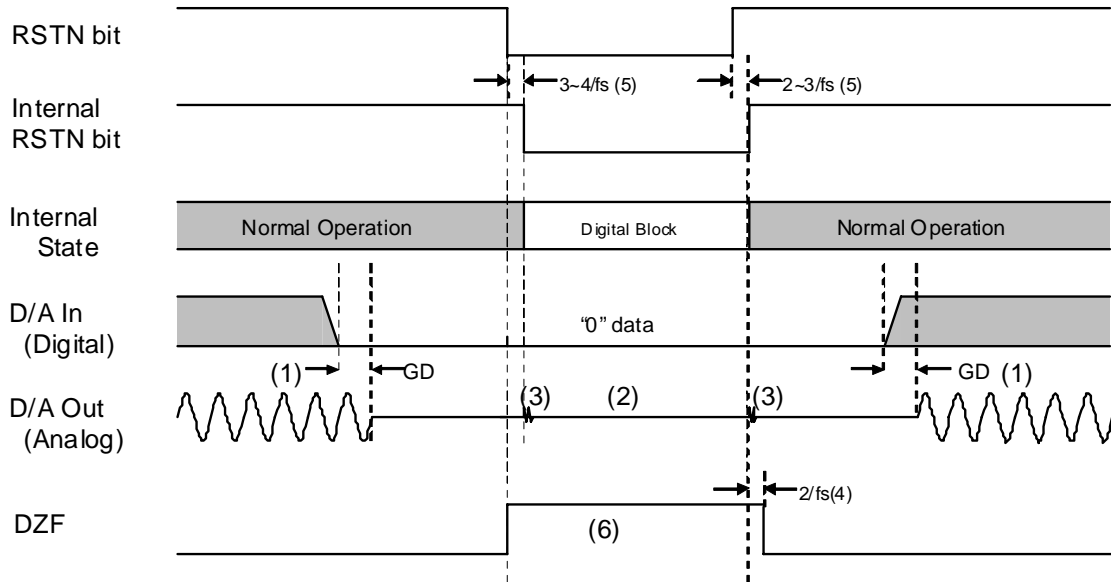 RSTN bit
3~4/fs (5)
2~3/fs (5)
Internal
RSTN bit
Internal
State
Normal Operation
Digital Block
Normal Operation
D/A In
(Digital)
“0” data
(1)
GD
GD
(1)
D/A Out
(Analog)
(3)
(2)
(3)
2/fs(4)
DZF
(6)